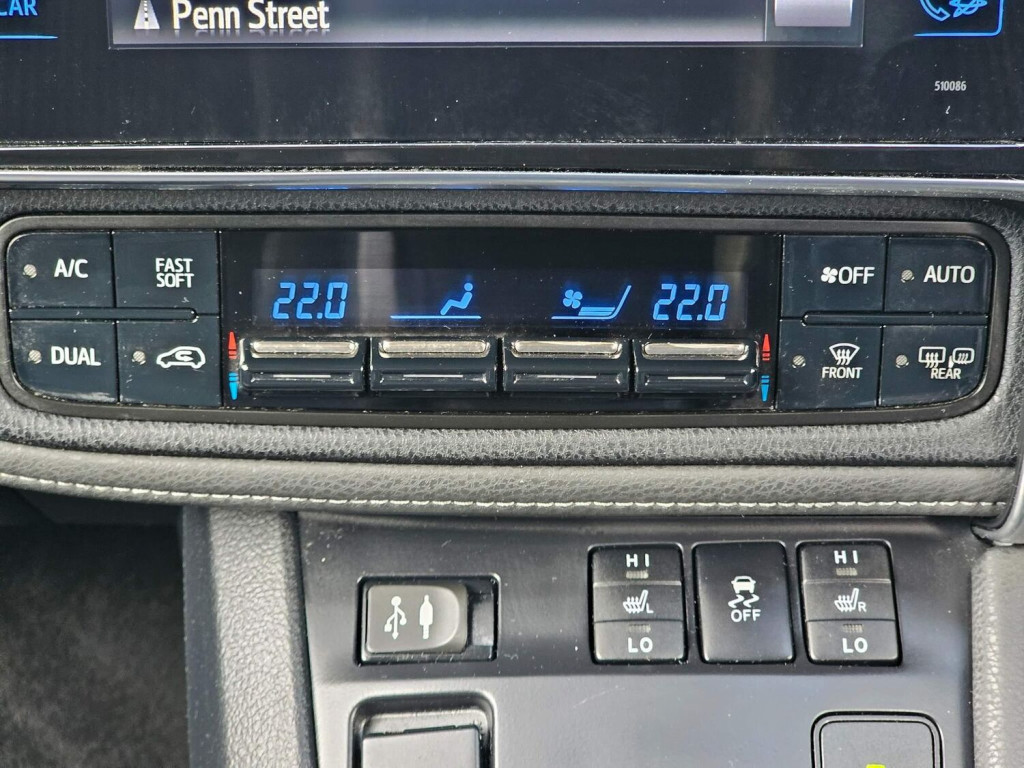 CAR
Penn Street
510086
A/C
FAST
SOFT
22.0
22.0
OFF
AUTO
DUAL
FRONT
REAR
HI
L
LO
OFF
HI
R
LO